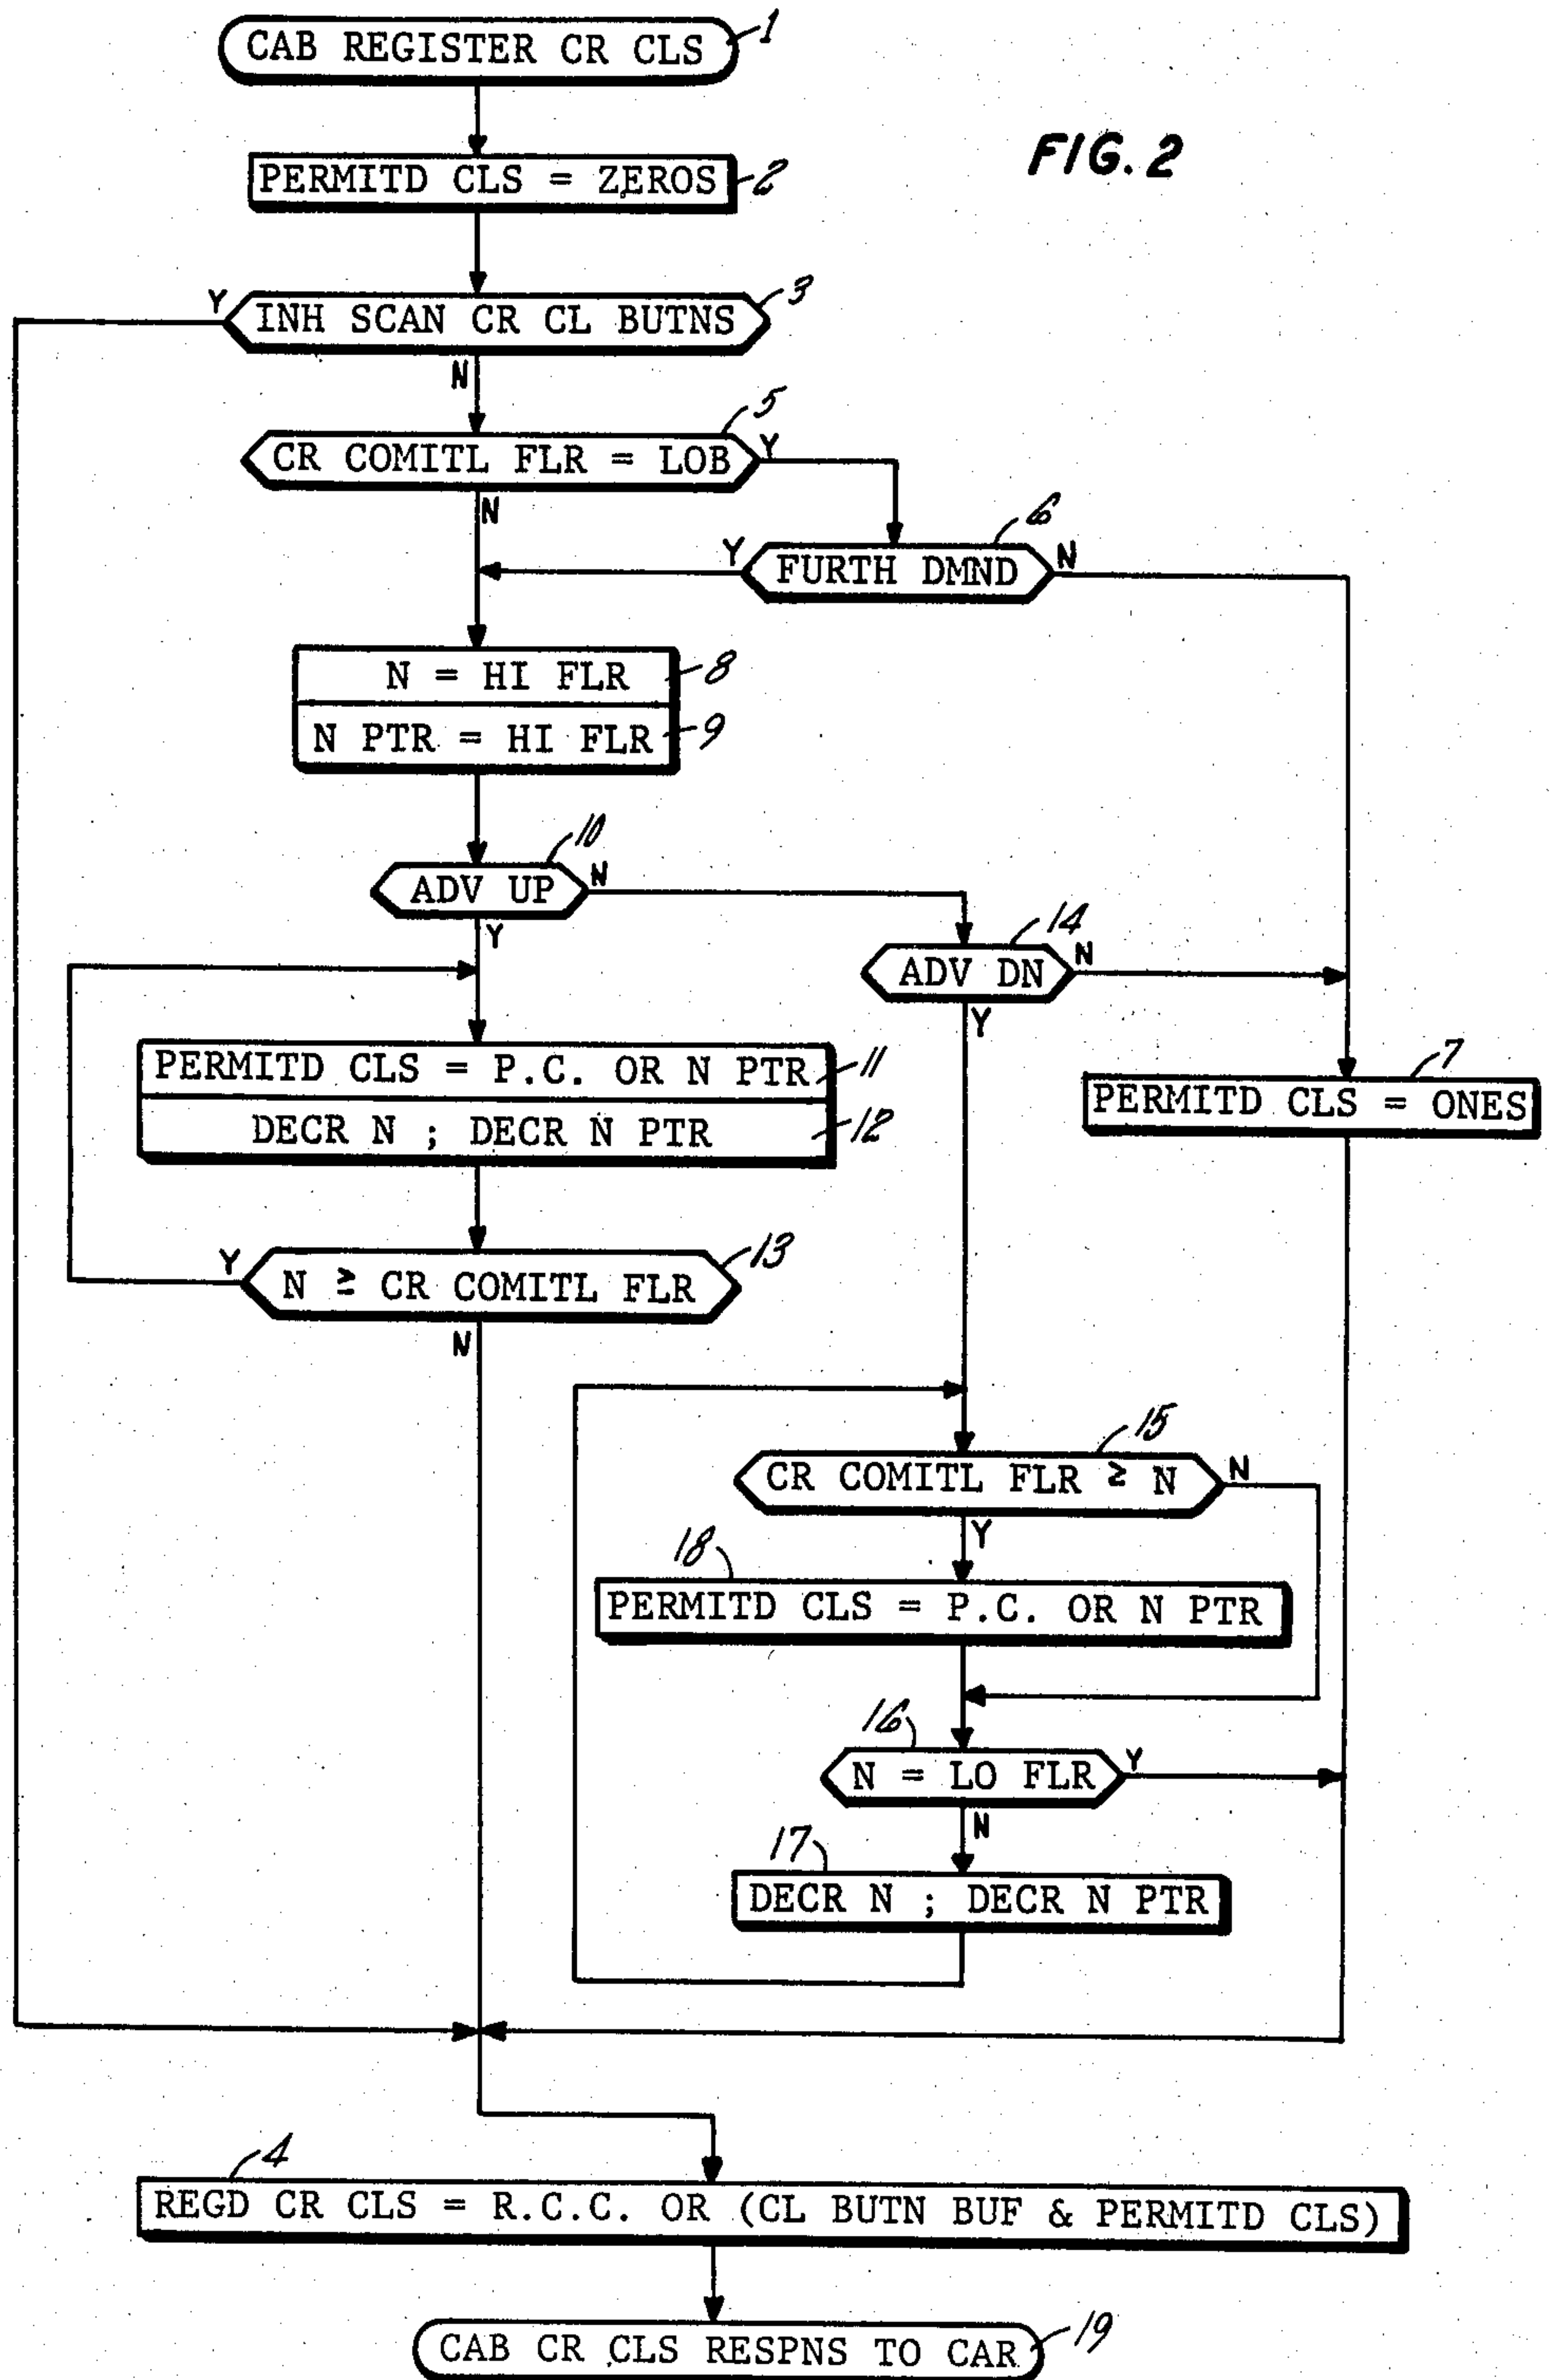 CAB REGISTER CR CLS
1
FIG. 2
PERMITD CLS = ZEROS
2
Y
INH SCAN CR CL BUTNS
3
N
5
CR COMITL FLR = LOB
Y
N
6
Y
FURTH DMND
N
N = HI FLR
8
N PTR = HI FLR
9
10
ADV UP
N
Y
14
ADV DN
N
Y
PERMITD CLS = P.C. OR N PTR
11
7
DECR N ; DECR N PTR
12
PERMITD CLS = ONES
Y
N ≥ CR COMITL FLR
13
N
15
CR COMITL FLR ≥ N
N
Y
18
PERMITD CLS = P.C. OR N PTR
16
N = LO FLR
Y
N
17
DECR N ; DECR N PTR
4
REGD CR CLS = R.C.C. OR (CL BUTN BUF & PERMITD CLS)
CAB CR CLS RESPNS TO CAR
19